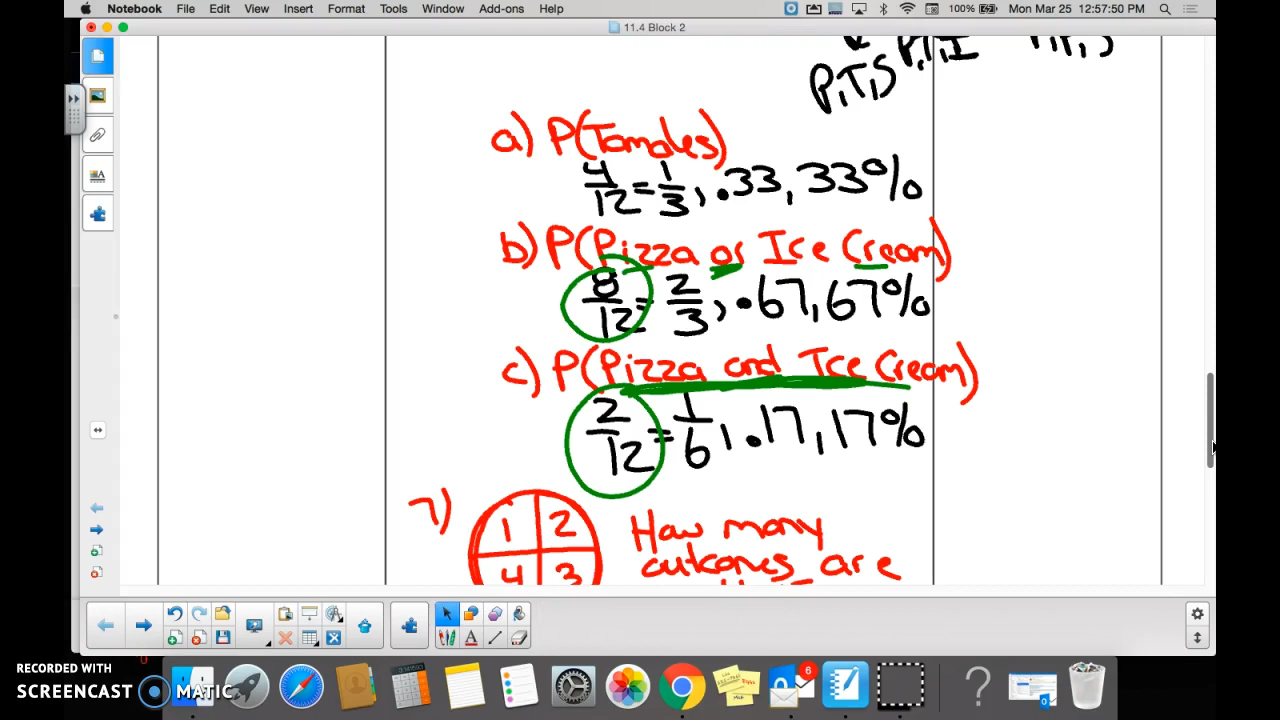 Notebook File Edit View Insert Format Tools Window Add-ons Help 100% Mon Mar 25 12:57:50 PM
11.4 Block 2
P,T,I
P,T,S
a) P(Tamales)
4/12 = 1/3, .33, 33%
b) P(Pizza or Ice Cream)
8/12 = 2/3, .67, 67%
c) P(Pizza and Ice Cream)
2/12 = 1/6, .17, 17%
7) 1 2 How many
4 3 outcomes are
RECORDED WITH
SCREENCAST MATIC
6